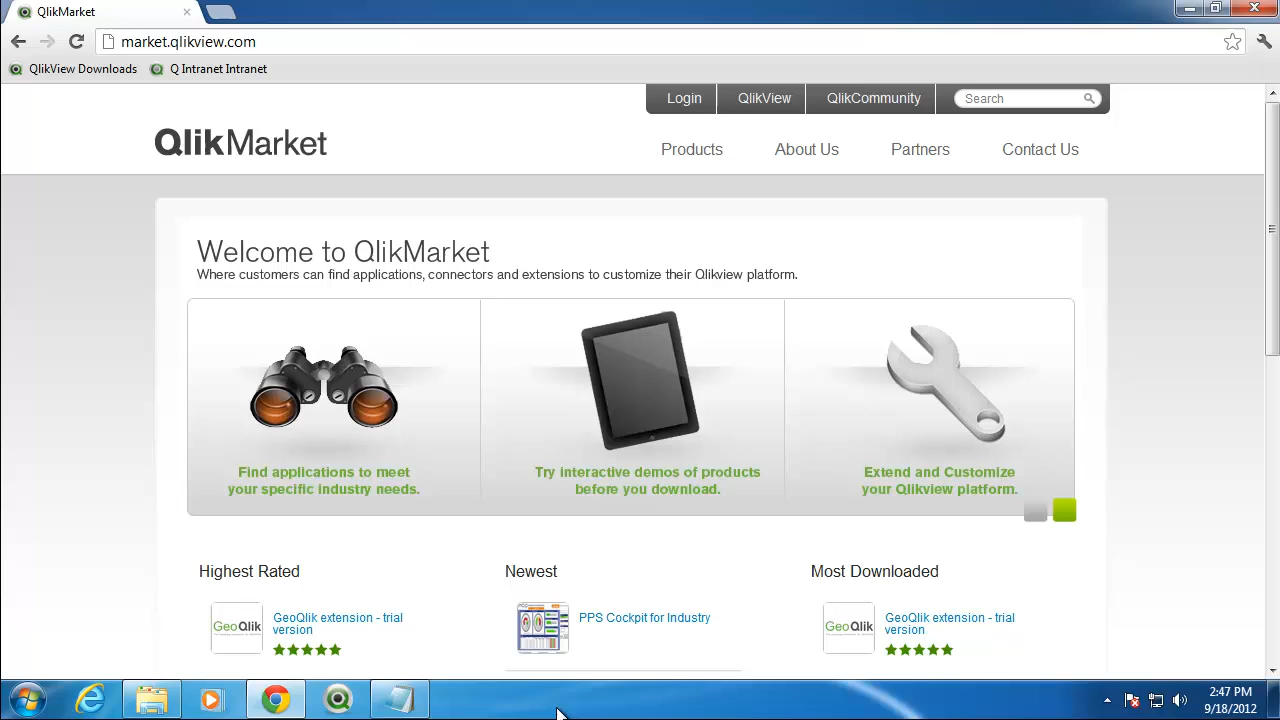 QlikMarket
market.qlikview.com
QlikView Downloads
Q Intranet Intranet
Login
QlikView
QlikCommunity
Search
QlikMarket
Products
About Us
Partners
Contact Us
Welcome to QlikMarket
Where customers can find applications, connectors and extensions to customize their Qlikview platform.
Find applications to meet
your specific industry needs.
Try interactive demos of products
before you download.
Extend and Customize
your Qlikview platform.
Highest Rated
GeoQlik
GeoQlik extension - trial
version
Newest
PPS Cockpit for Industry
Most Downloaded
GeoQlik
GeoQlik extension - trial
version
2:47 PM
9/18/2012